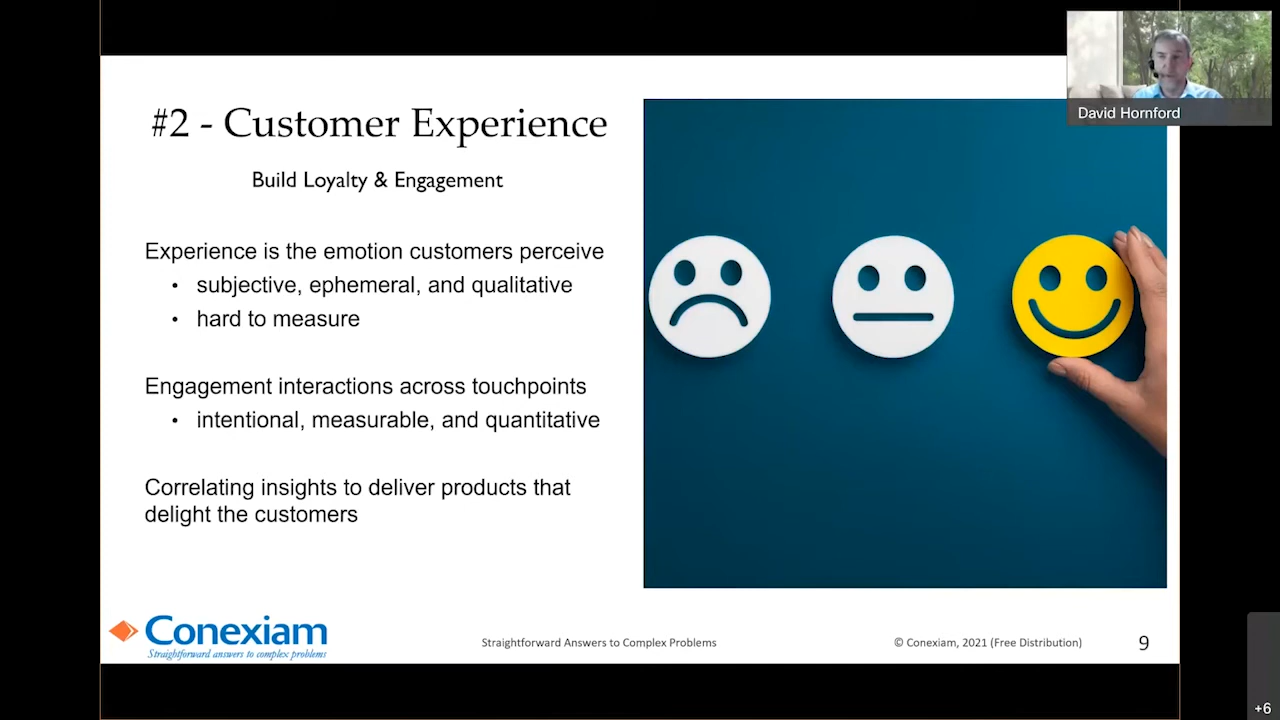 #2 - Customer Experience
Build Loyalty & Engagement
Experience is the emotion customers perceive
• subjective, ephemeral, and qualitative
• hard to measure
Engagement interactions across touchpoints
• intentional, measurable, and quantitative
Correlating insights to deliver products that
delight the customers
David Hornford
Conexiam
Straightforward answers to complex problems
Straightforward Answers to Complex Problems
© Conexiam, 2021 (Free Distribution)
9
+6